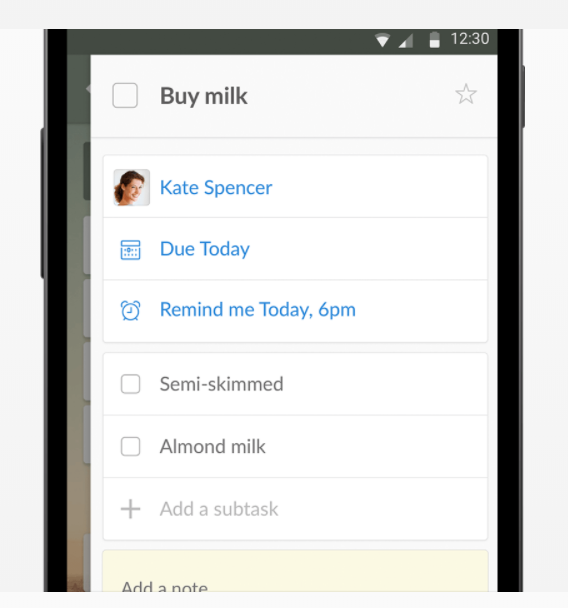 12:30
Buy milk
Kate Spencer
Due Today
Remind me Today, 6pm
Semi-skimmed
Almond milk
Add a subtask
Add a note